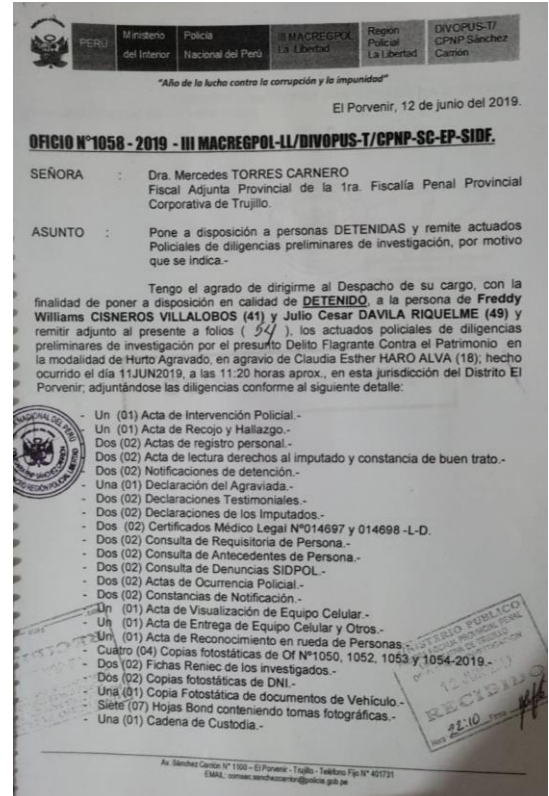 PERÚ
Ministerio
del Interior
Policía
Nacional del Perú
III MACREGPOL
La Libertad
Región
Policial
La Libertad
DIVOPUS-T/
CPNP Sánchez
Carrión
"Año de la lucha contra la corrupción y la impunidad"
El Porvenir, 12 de junio del 2019.
OFICIO N°1058 - 2019 - III MACREGPOL-LL/DIVOPUS-T/CPNP-SC-EP-SIDF.
SEÑORA : Dra. Mercedes TORRES CARNERO
Fiscal Adjunta Provincial de la 1ra. Fiscalía Penal Provincial
Corporativa de Trujillo.
ASUNTO : Pone a disposición a personas DETENIDAS y remite actuados
Policiales de diligencias preliminares de investigación, por motivo
que se indica.-
Tengo el agrado de dirigirme al Despacho de su cargo, con la
finalidad de poner a disposición en calidad de DETENIDO, a la persona de Freddy
Williams CISNEROS VILLALOBOS (41) y Julio Cesar DAVILA RIQUELME (49) y
remitir adjunto al presente a folios ( 54 ), los actuados policiales de diligencias
preliminares de investigación por el presunto Delito Flagrante Contra el Patrimonio en
la modalidad de Hurto Agravado, en agravio de Claudia Esther HARO ALVA (18); hecho
ocurrido el día 11JUN2019, a las 11:20 horas aprox., en esta jurisdicción del Distrito El
Porvenir; adjuntándose las diligencias conforme al siguiente detalle:
- Un (01) Acta de Intervención Policial.-
- Un (01) Acta de Recojo y Hallazgo.-
- Dos (02) Actas de registro personal.-
- Dos (02) Acta de lectura derechos al imputado y constancia de buen trato.-
- Dos (02) Notificaciones de detención.-
- Una (01) Declaración del Agraviada.-
- Dos (02) Declaraciones Testimoniales.-
- Dos (02) Declaraciones de los Imputados.-
- Dos (02) Certificados Médico Legal N°014697 y 014698 -L-D.
- Dos (02) Consulta de Requisitoria de Persona.-
- Dos (02) Consulta de Antecedentes de Persona.-
- Dos (02) Consulta de Denuncias SIDPOL.-
- Dos (02) Actas de Ocurrencia Policial.-
- Dos (02) Constancias de Notificación.-
- Un (01) Acta de Visualización de Equipo Celular.-
- Un (01) Acta de Entrega de Equipo Celular y Otros.-
- Un (01) Acta de Reconocimiento en rueda de Personas.-
- Cuatro (04) Copias fotostáticas de Of N°1050, 1052, 1053 y 1054-2019.-
- Dos (02) Fichas Reniec de los investigados.-
- Dos (02) Copias fotostáticas de DNI.-
- Una (01) Copia Fotostática de documentos de Vehículo.-
- Siete (07) Hojas Bond conteniendo tomas fotográficas.-
- Una (01) Cadena de Custodia.-
MINISTERIO PUBLICO
RECIBIDO
Hora 22:10 Firma
Av. Sánchez Carrión N° 1100 – El Porvenir - Trujillo - Teléfono Fijo N° 401731
EMAIL: comsec.sanchezcarrion@policia.gob.pe